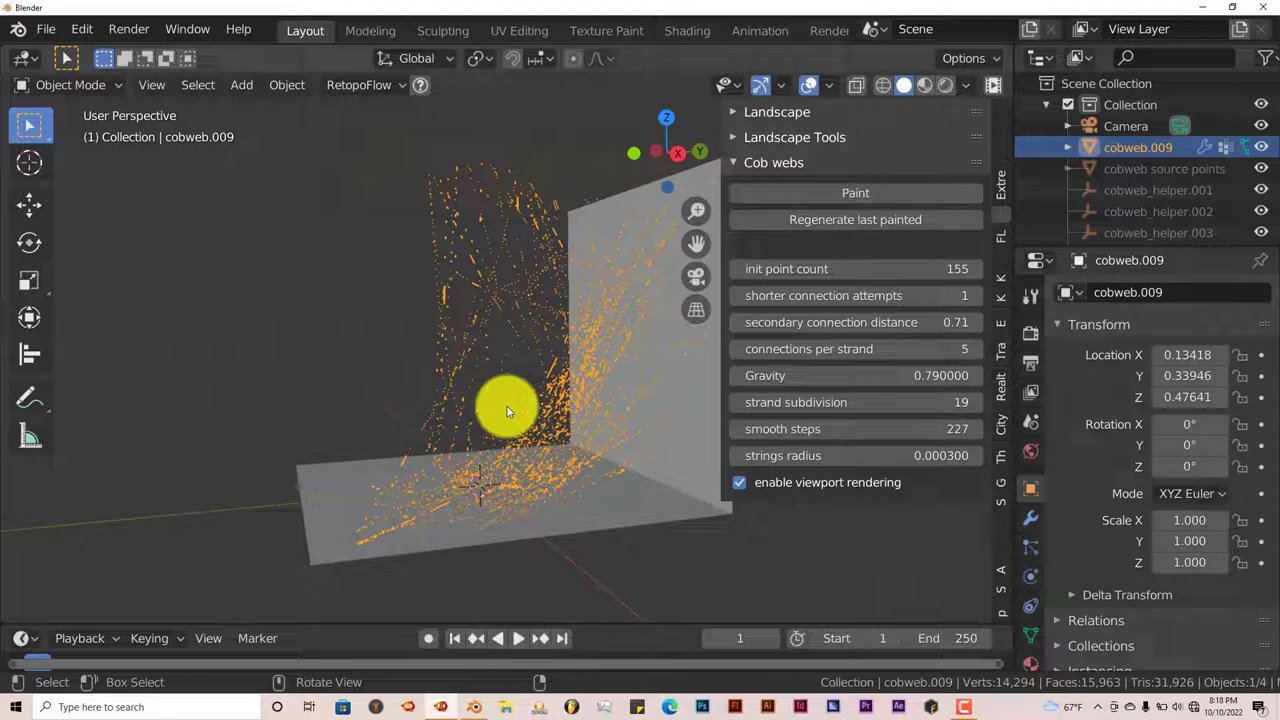 Blender
File Edit Render Window Help Layout Modeling Sculpting UV Editing Texture Paint Shading Animation Render Scene View Layer
Global Options
Object Mode View Select Add Object RetopoFlow
User Perspective
(1) Collection | cobweb.009
Z
Y
X
Landscape
Landscape Tools
Cob webs
Paint
Regenerate last painted
init point count 155
shorter connection attempts 1
secondary connection distance 0.71
connections per strand 5
Gravity 0.790000
strand subdivision 19
smooth steps 227
strings radius 0.000300
enable viewport rendering
Extre
FL
K
K
E
Tra
Realt
City
Th
G
S
A
S
p
Scene Collection
Collection
Camera
cobweb.009
cobweb source points
cobweb_helper.001
cobweb_helper.002
cobweb_helper.003
cobweb.009
cobweb.009
Transform
Location X 0.13418
Y 0.33946
Z 0.47641
Rotation X 0°
Y 0°
Z 0°
Mode XYZ Euler
Scale X 1.000
Y 1.000
Z 1.000
Delta Transform
Relations
Collections
Playback Keying View Marker 1 Start 1 End 250
Select Box Select Rotate View Collection | cobweb.009 | Verts:14,294 | Faces:15,963 | Tris:31,926 | Objects:1/4
Type here to search
67°F
8:18 PM
10/10/2022